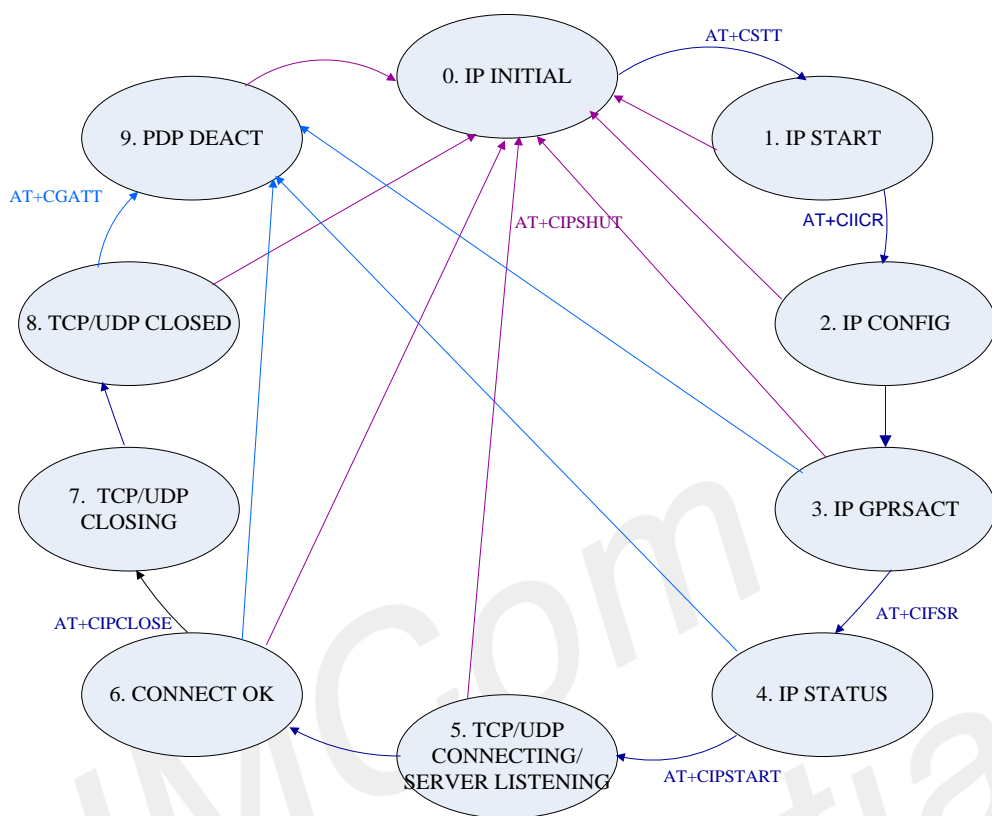 AT+CSTT
0. IP INITIAL
9. PDP DEACT
1. IP START
AT+CGATT
AT+CIPSHUT
AT+CIICR
8. TCP/UDP CLOSED
2. IP CONFIG
7. TCP/UDP
CLOSING
3. IP GPRSACT
AT+CIPCLOSE
AT+CIFSR
6. CONNECT OK
4. IP STATUS
5. TCP/UDP
CONNECTING/
SERVER LISTENING
AT+CIPSTART